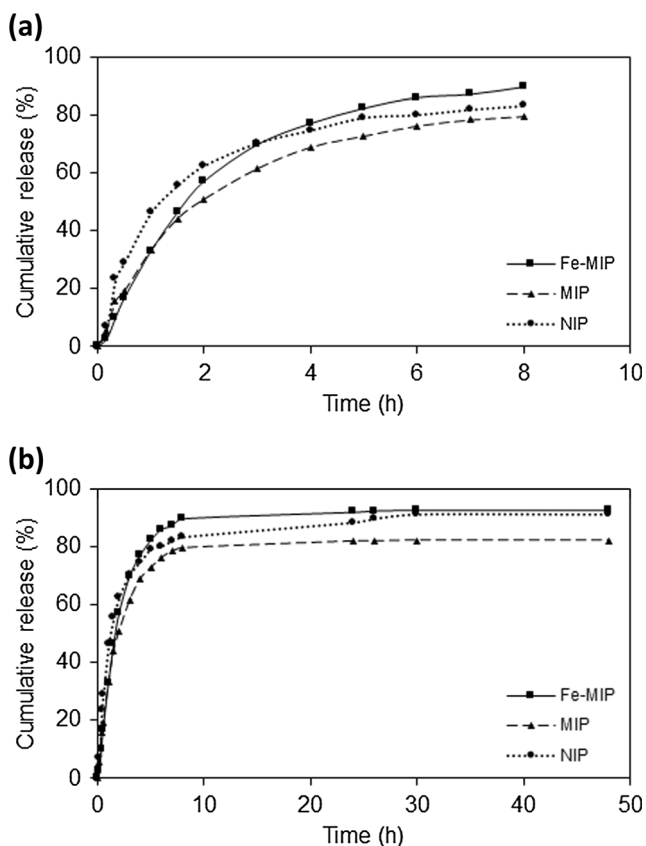 (a)
100
80
60
40
20
0
Cumulative release (%)
Fe-MIP
MIP
NIP
0 2 4 6 8 10
Time (h)
(b)
100
80
60
40
20
0
Cumulative release (%)
Fe-MIP
MIP
NIP
0 10 20 30 40 50
Time (h)